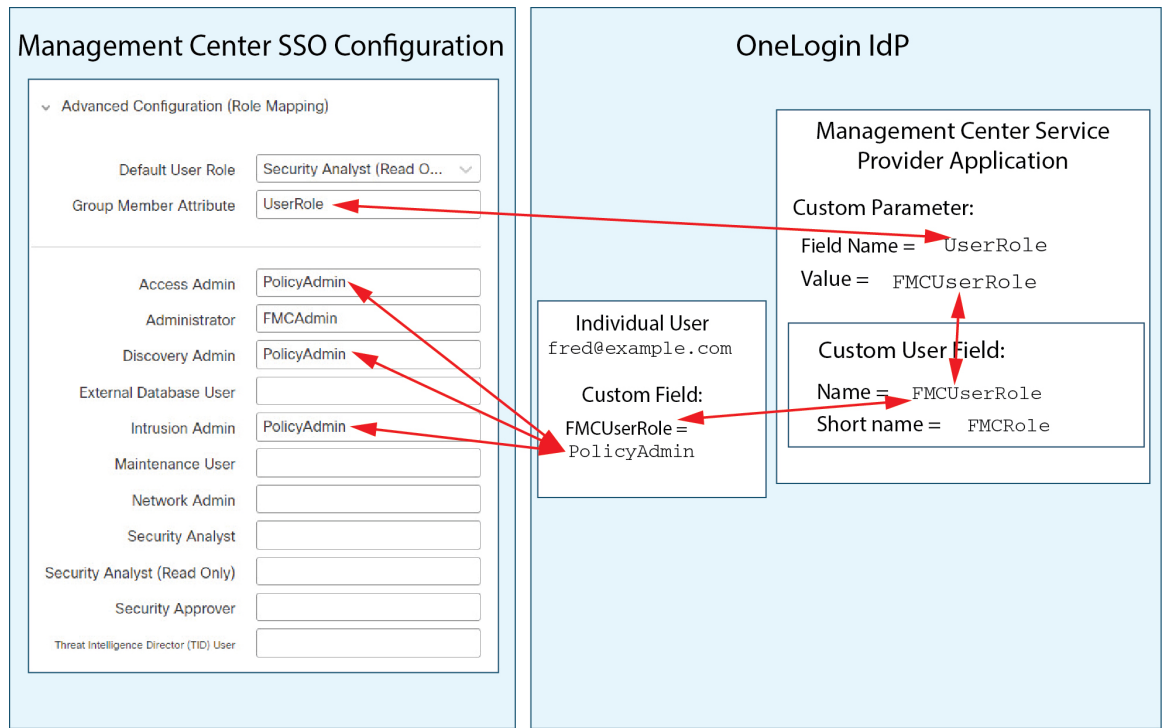 Management Center SSO Configuration
Advanced Configuration (Role Mapping)
Default User Role Security Analyst (Read O...
Group Member Attribute UserRole
Access Admin PolicyAdmin
Administrator FMCAdmin
Discovery Admin PolicyAdmin
External Database User
Intrusion Admin PolicyAdmin
Maintenance User
Network Admin
Security Analyst
Security Analyst (Read Only)
Security Approver
Threat Intelligence Director (TID) User
OneLogin IdP
Individual User
fred@example.com
Custom Field:
FMCUserRole =
PolicyAdmin
Management Center Service
Provider Application
Custom Parameter:
Field Name = UserRole
Value = FMCUserRole
Custom User Field:
Name = FMCUserRole
Short name = FMCRole